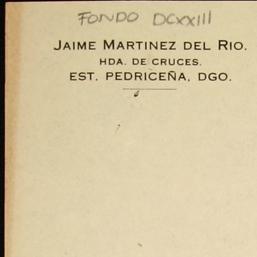 FONDO DCXXIII
JAIME MARTINEZ DEL RIO.
HDA. DE CRUCES.
EST. PEDRICEÑA, DGO.